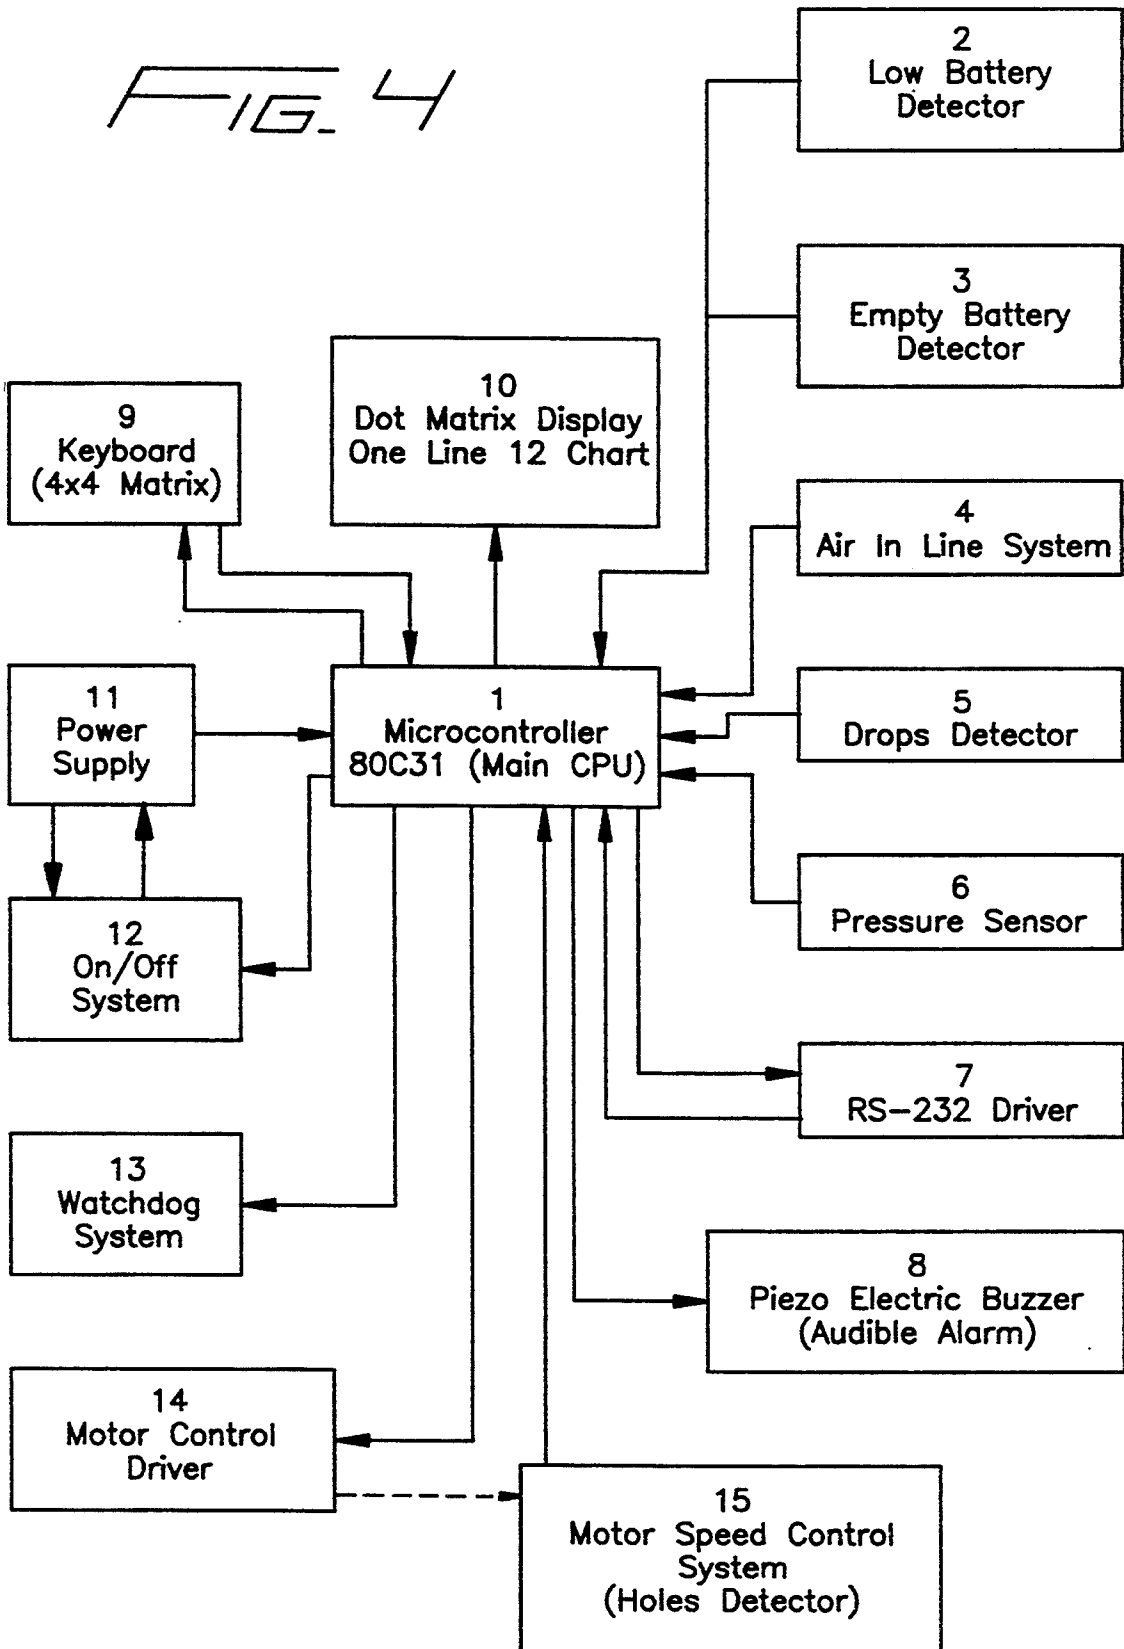 FIG. 4
2
Low Battery
Detector
3
Empty Battery
Detector
10
Dot Matrix Display
One Line 12 Chart
9
Keyboard
(4x4 Matrix)
4
Air In Line System
11
Power
Supply
1
Microcontroller
80C31 (Main CPU)
5
Drops Detector
6
Pressure Sensor
12
On/Off
System
7
RS-232 Driver
13
Watchdog
System
8
Piezo Electric Buzzer
(Audible Alarm)
14
Motor Control
Driver
15
Motor Speed Control
System
(Holes Detector)